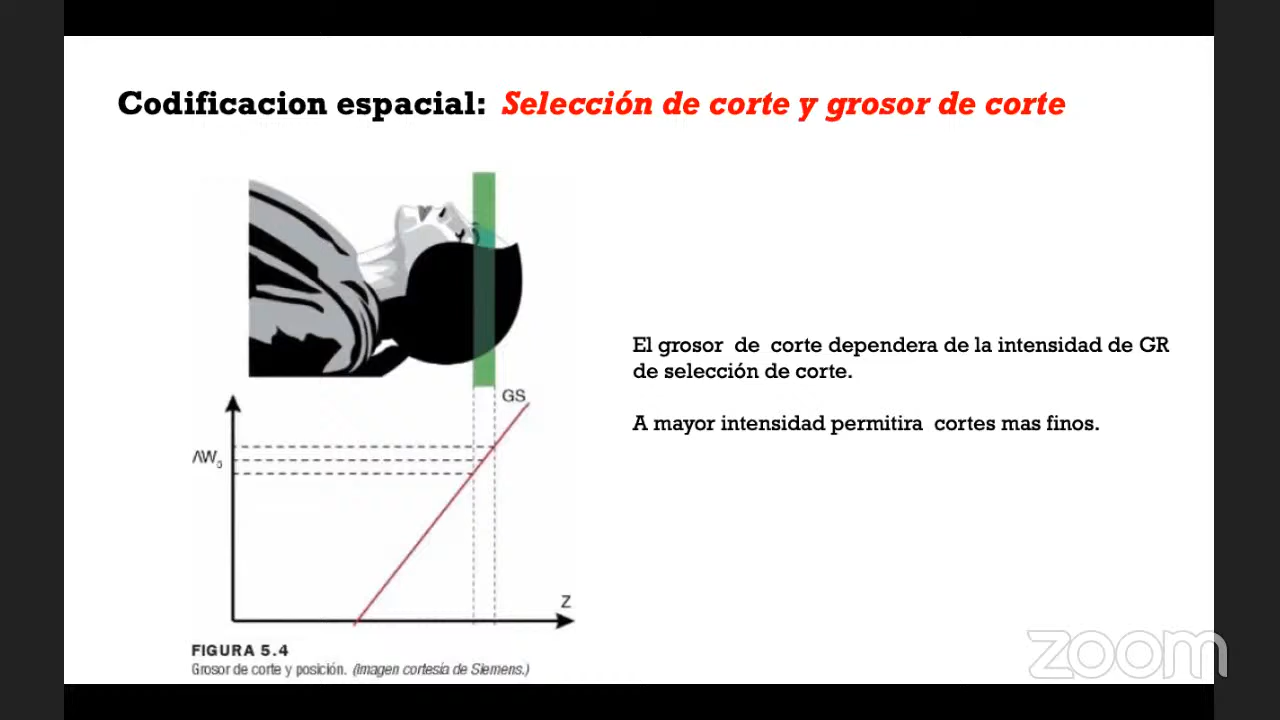 Codificacion espacial: Selección de corte y grosor de corte
El grosor de corte dependera de la intensidad de GR
de selección de corte.
A mayor intensidad permitira cortes mas finos.
GS
ΛW₀
Z
FIGURA 5.4
Grosor de corte y posición. (Imagen cortesía de Siemens.)
zoom